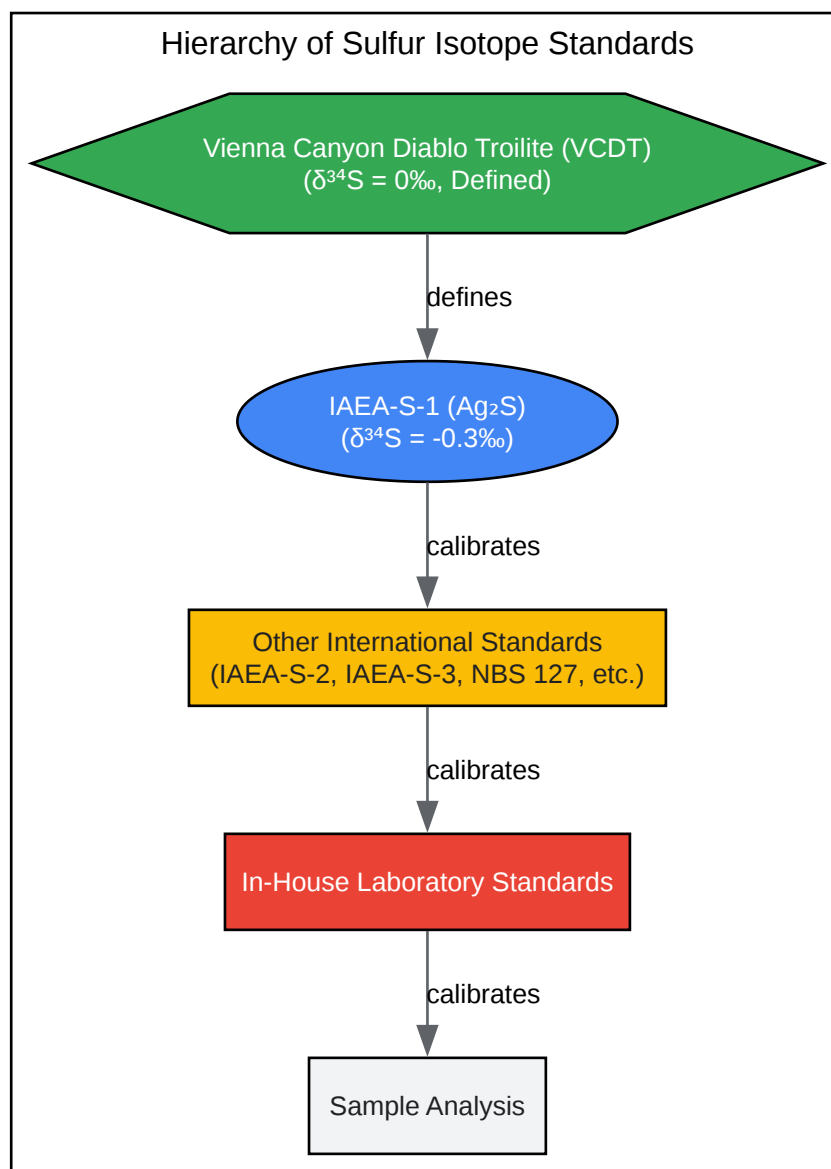 Hierarchy of Sulfur Isotope Standards
Vienna Canyon Diablo Troilite (VCDT)
(δ³⁴S = 0‰, Defined)
defines
IAEA-S-1 (Ag₂S)
(δ³⁴S = -0.3‰)
calibrates
Other International Standards
(IAEA-S-2, IAEA-S-3, NBS 127, etc.)
calibrates
In-House Laboratory Standards
calibrates
Sample Analysis